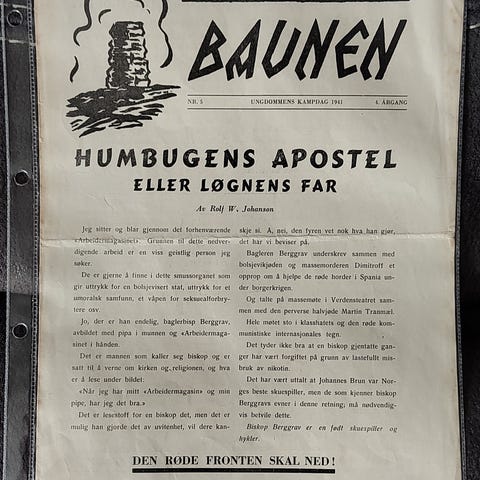 BAUNEN
NR. 5 UNGDOMMENS KAMPDAG 1941 4. ÅRGANG
HUMBUGENS APOSTEL
ELLER LØGNENS FAR
Av Rolf W. Johanson
Jeg sitter og blar gjennom det forhenværende
«Arbeidermagasinet». Grunnen til dette nedver-
digende arbeid er en viss geistlig person jeg
søker.
De er gjerne å finne i dette smussorganet som
gir uttrykk for en bolsjevisert stat, uttrykk for et
umoralsk samfunn, et våpen for seksualforbry-
tere osv.
Jo, der har han endelig, baglerbisp Berggrav,
avbildet med pipa i munnen og «Arbeidermaga-
sinet» i hånden.
Det er mannen som kaller seg biskop og er
satt til å verne om kirken og religionen, og hva
er å lese under bildet:
«Når jeg har mitt «Arbeidermagasin» og min
pipe, har jeg det bra.»
Det er lesestoff for en biskop det, men det er
mulig han gjorde det av uvitenhet, vil dere kan-
skje si. Å, nei, den fyren vet nok hva han gjør,
det har vi beviser på.
Bagleren Berggrav underskrev sammen med
bolsjevikjøden og massemorderen Dimitroff et
opprop om å hjelpe de røde horder i Spania un-
der borgerkrigen.
Og talte på massemøte i Verdensteatret sam-
men med den perverse halvjøde Martin Tranmæl.
Hele møtet sto i klasshatets og den røde kom-
munistiske internasjonales tegn.
Det tyder ikke bra at en biskop gjentatte gan-
ger har vært forgiftet på grunn av lastefullt mis-
bruk av nikotin.
Det har vært uttalt at Johannes Brun var Nor-
ges beste skuespiller, men de som kjenner biskop
Berggravs evner i denne retning; må nødvendig-
vis betvile dette.
Biskop Berggrav er en født skuespiller og
hykler.
DEN RØDE FRONTEN SKAL NED!